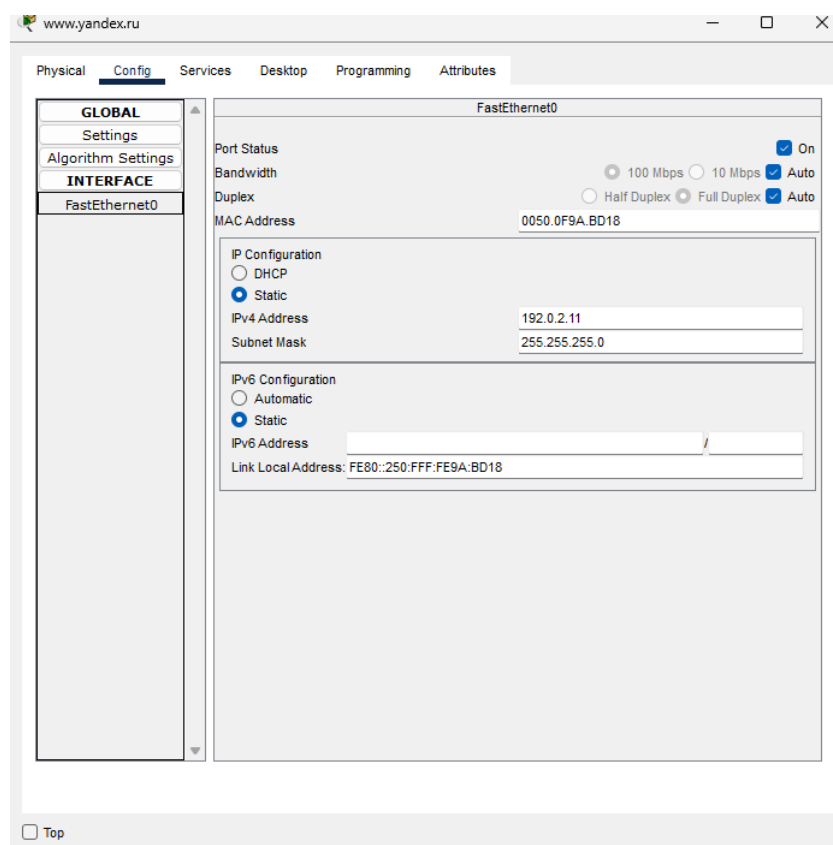 www.yandex.ru
Physical Config Services Desktop Programming Attributes
GLOBAL
Settings
Algorithm Settings
INTERFACE
FastEthernet0
FastEthernet0
Port Status On
Bandwidth 100 Mbps 10 Mbps Auto
Duplex Half Duplex Full Duplex Auto
MAC Address 0050.0F9A.BD18
IP Configuration
DHCP
Static
IPv4 Address 192.0.2.11
Subnet Mask 255.255.255.0
IPv6 Configuration
Automatic
Static
IPv6 Address /
Link Local Address: FE80::250:FFF:FE9A:BD18
Top